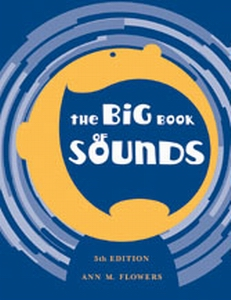 THE BIG BOOK
OF
SOUNDS
5th EDITION
ANN M. FLOWERS